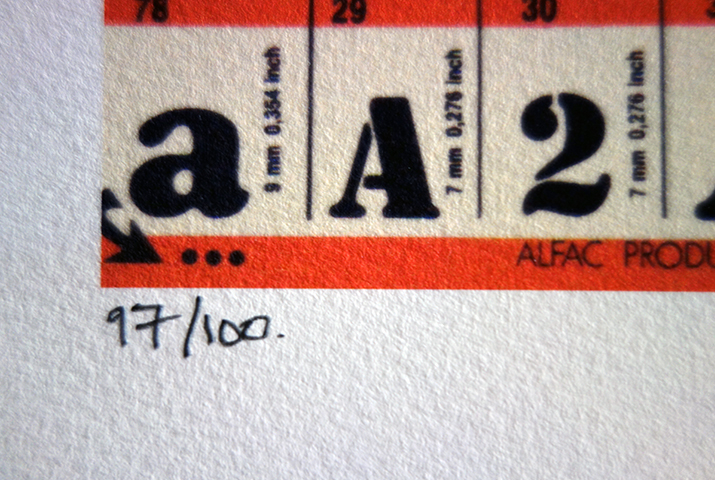 78 29 30
a 9 mm 0,354 inch A 7 mm 0,276 inch 2 7 mm 0,276 inch
... ALFAC PRODU
97/100.